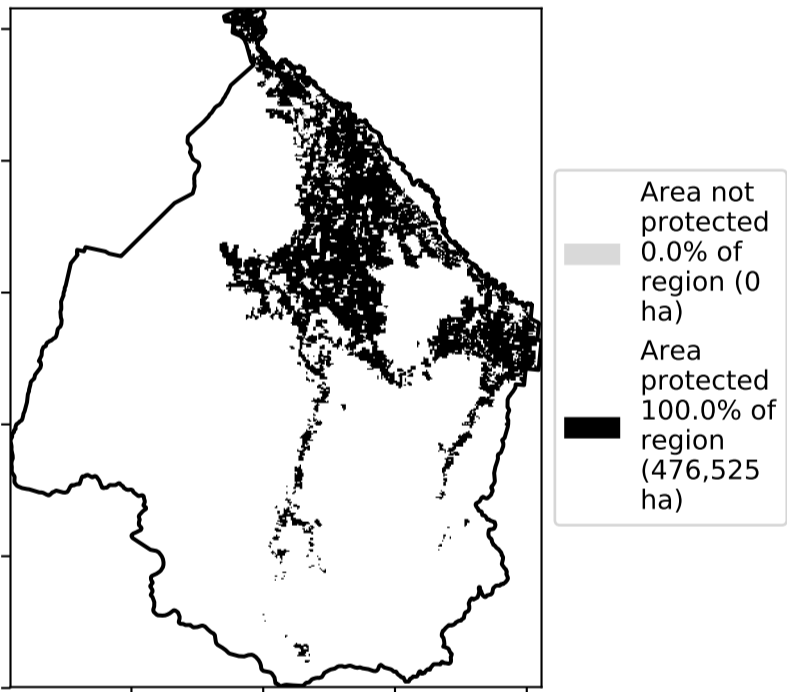 Area not
protected
0.0% of
region (0
ha)
Area
protected
100.0% of
region
(476,525
ha)